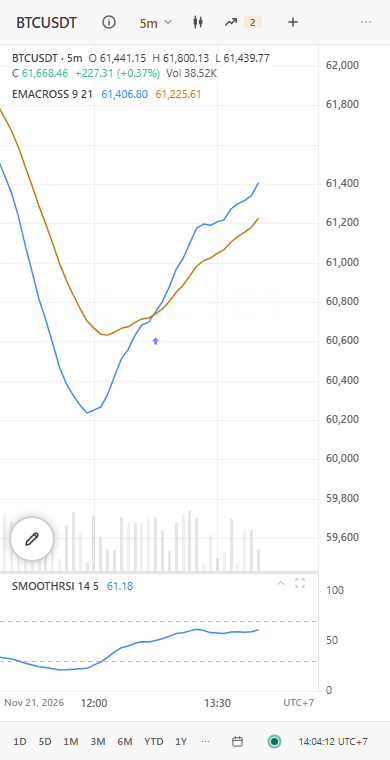 BTCUSDT 5m 2
BTCUSDT · 5m O 61,441.15 H 61,800.13 L 61,439.77
C 61,668.46 +227.31 (+0.37%) Vol 38.52K
EMACROSS 9 21 61,406.80 61,225.61
62,000
61,800
61,400
61,200
61,000
60,800
60,600
60,400
60,200
60,000
59,800
59,600
SMOOTHRSI 14 5 61.18
100
50
0
Nov 21, 2026 12:00 13:30 UTC+7
1D 5D 1M 3M 6M YTD 1Y 14:04:12 UTC+7